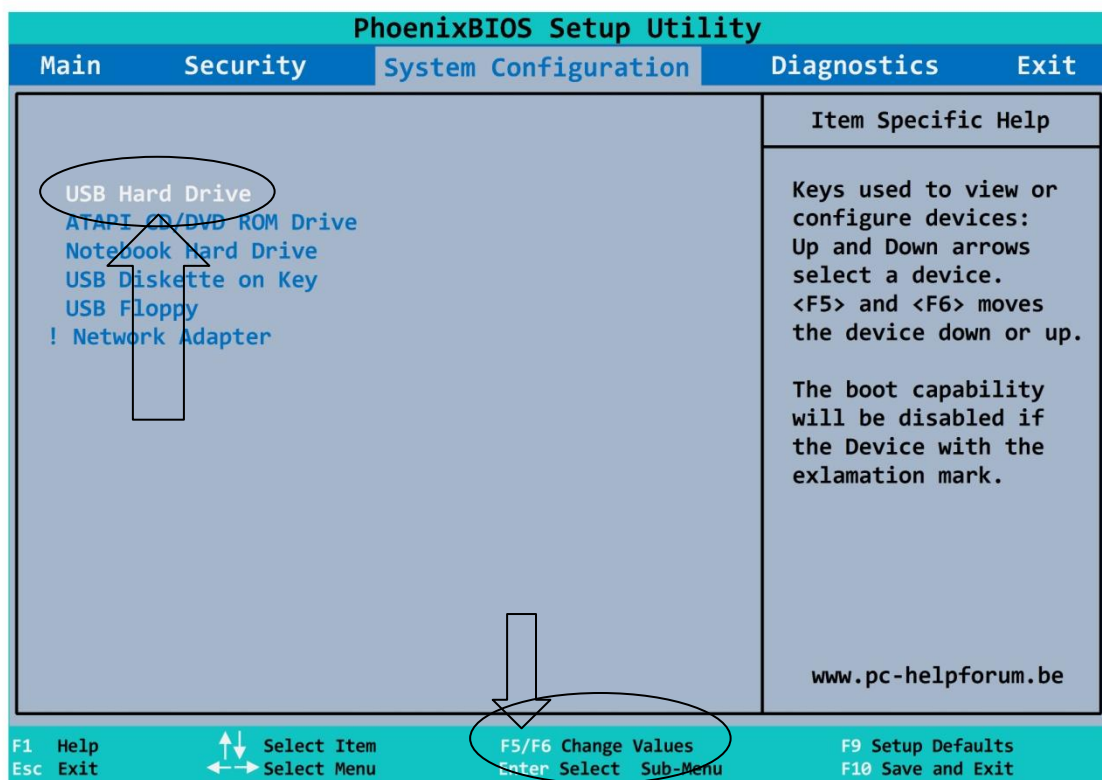 PhoenixBIOS Setup Utility
Main Security System Configuration Diagnostics Exit
USB Hard Drive
ATAPI CD/DVD ROM Drive
Notebook Hard Drive
USB Diskette on Key
USB Floppy
! Network Adapter
Item Specific Help
Keys used to view or
configure devices:
Up and Down arrows
select a device.
<F5> and <F6> moves
the device down or up.
The boot capability
will be disabled if
the Device with the
exlamation mark.
www.pc-helpforum.be
F1 Help Select Item F5/F6 Change Values F9 Setup Defaults
Esc Exit Select Menu Enter Select Sub-Menu F10 Save and Exit